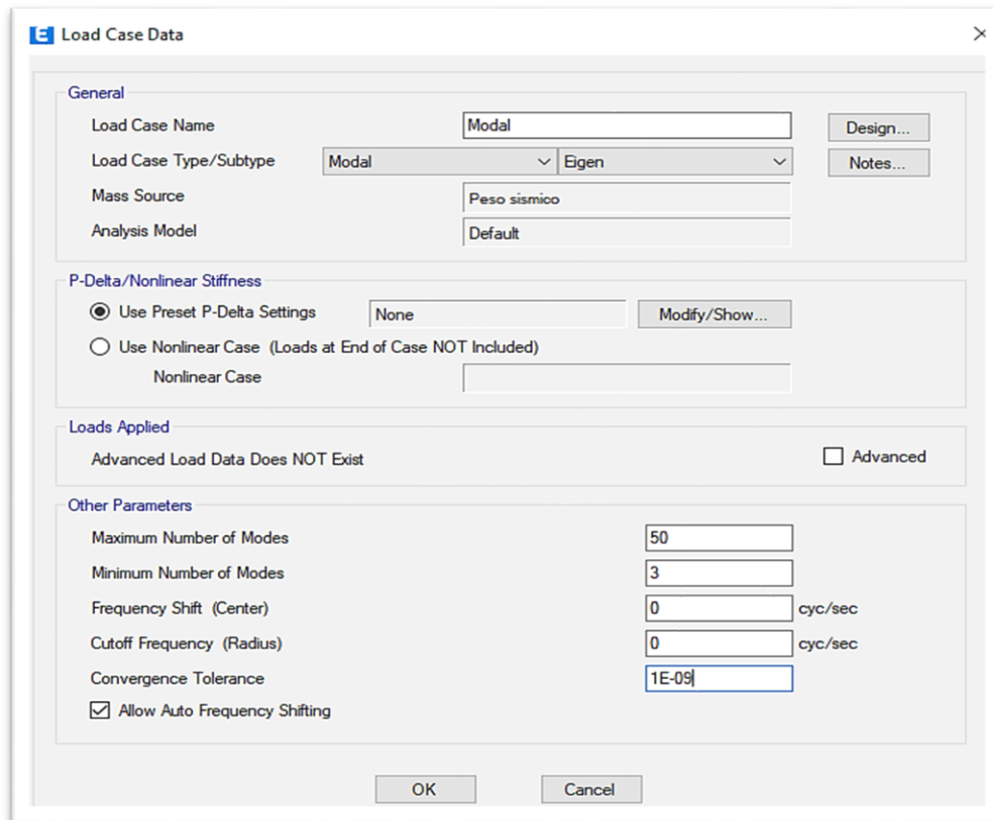 E Load Case Data
General
Load Case Name Modal Design...
Load Case Type/Subtype Modal Eigen Notes...
Mass Source Peso sismico
Analysis Model Default
P-Delta/Nonlinear Stiffness
Use Preset P-Delta Settings None Modify/Show...
Use Nonlinear Case (Loads at End of Case NOT Included)
Nonlinear Case
Loads Applied
Advanced Load Data Does NOT Exist Advanced
Other Parameters
Maximum Number of Modes 50
Minimum Number of Modes 3
Frequency Shift (Center) 0 cyc/sec
Cutoff Frequency (Radius) 0 cyc/sec
Convergence Tolerance 1E-09
Allow Auto Frequency Shifting
OK Cancel